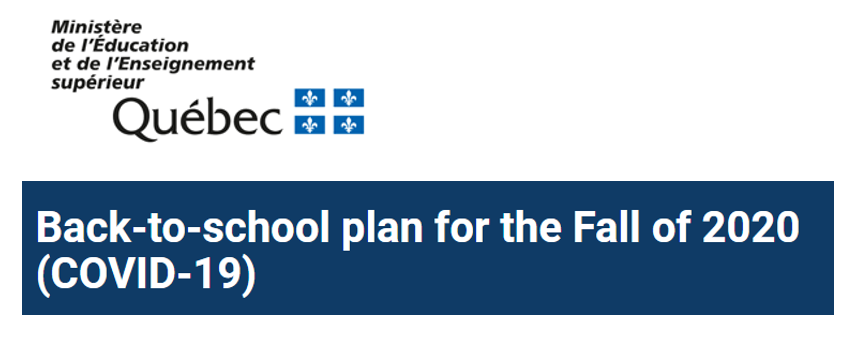 Ministère
de l'Éducation
et de l'Enseignement
supérieur
Québec
Back-to-school plan for the Fall of 2020
(COVID-19)